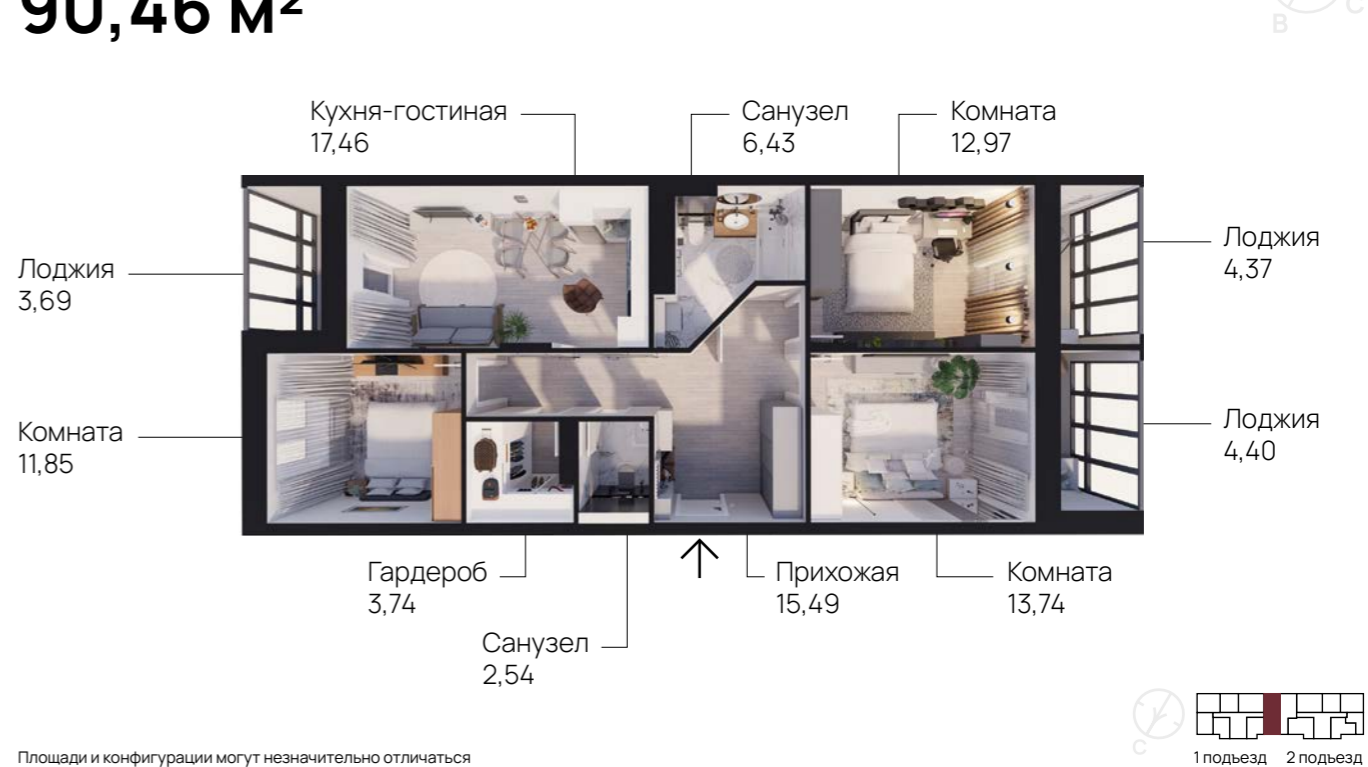 90,46 м²
В
С
Кухня-гостиная
17,46
Санузел
6,43
Комната
12,97
Лоджия
3,69
Лоджия
4,37
Комната
11,85
Лоджия
4,40
Гардероб
3,74
Прихожая
15,49
Комната
13,74
Санузел
2,54
С
1 подъезд 2 подъезд
Площади и конфигурации могут незначительно отличаться